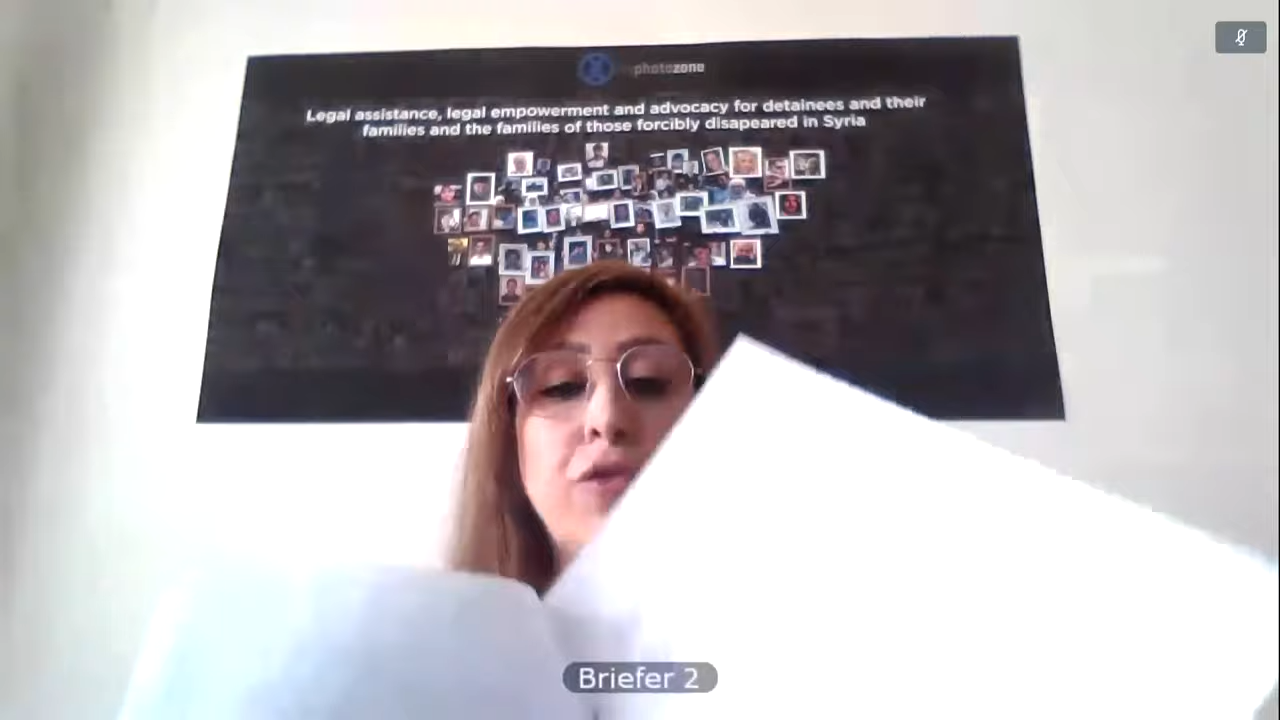 photozone
Legal assistance, legal empowerment and advocacy for detainees and their
families and the families of those forcibly disapeared in Syria
Briefer 2